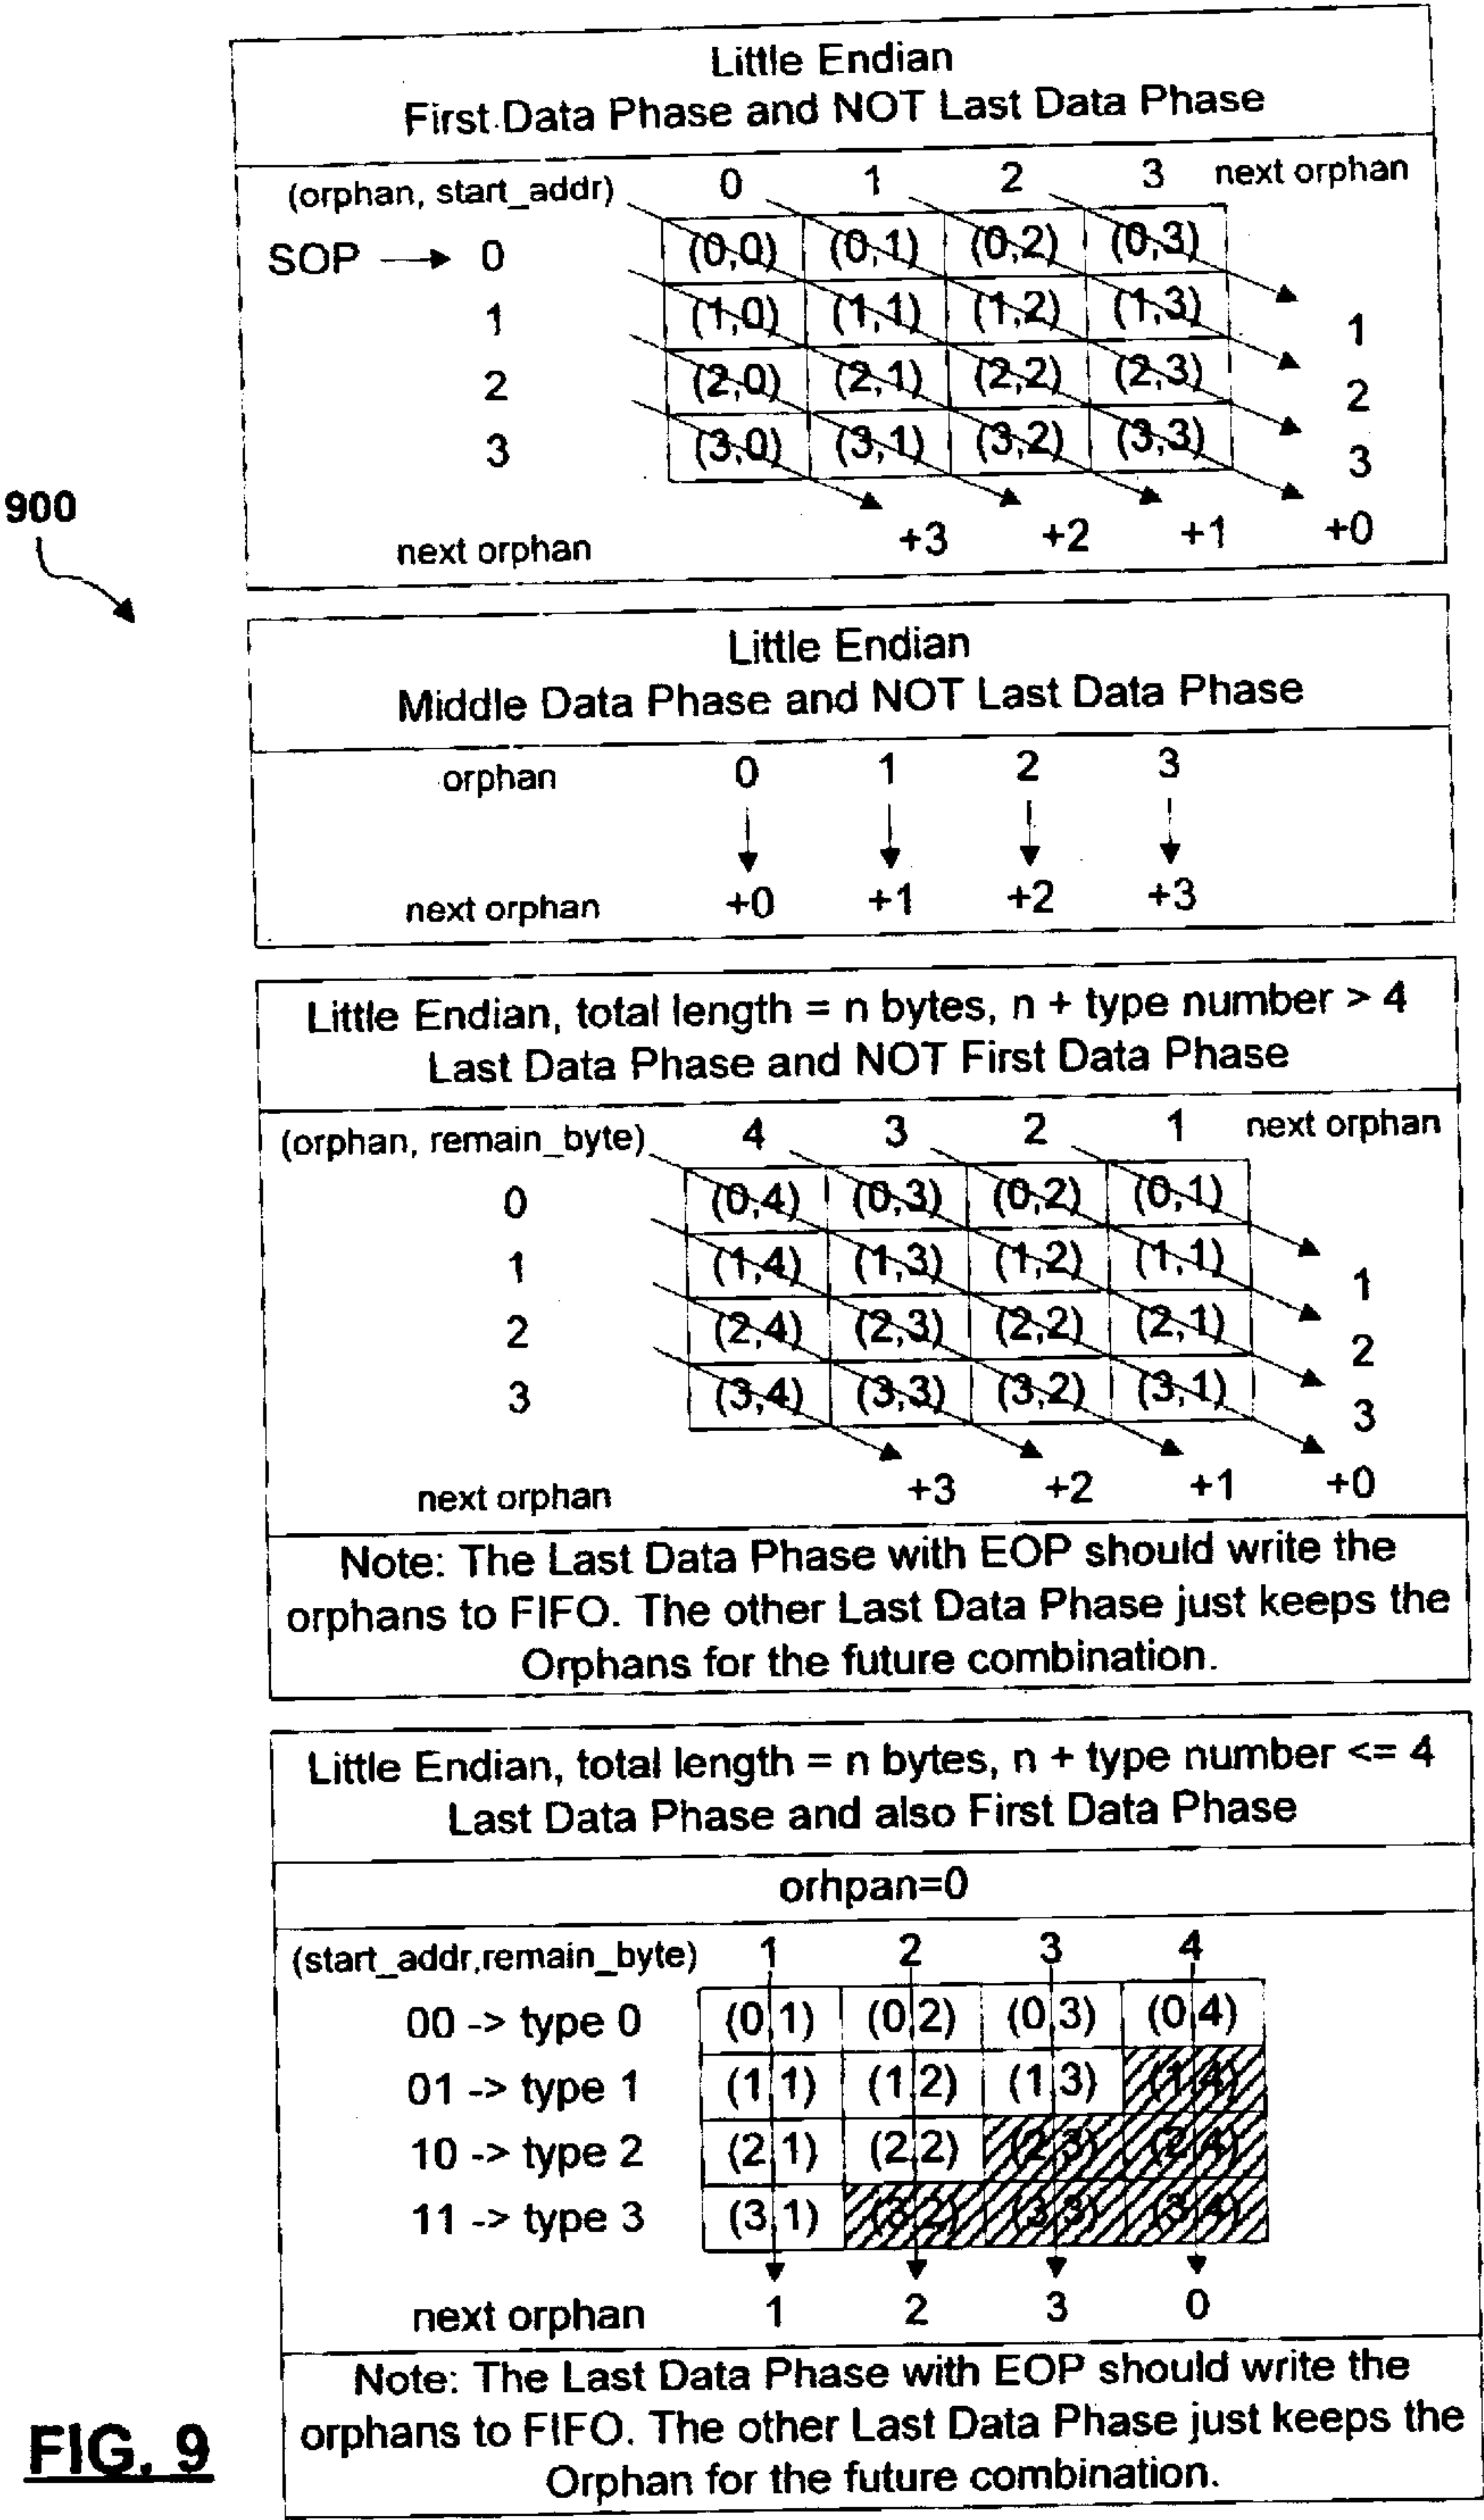 Little Endian
First Data Phase and NOT Last Data Phase
(orphan, start_addr) 0 1 2 3 next orphan
SOP 0 (0,0) (0,1) (0,2) (0,3)
1 (1,0) (1,1) (1,2) (1,3) 1
2 (2,0) (2,1) (2,2) (2,3) 2
3 (3,0) (3,1) (3,2) (3,3) 3
next orphan +3 +2 +1 +0
900
Little Endian
Middle Data Phase and NOT Last Data Phase
orphan 0 1 2 3
next orphan +0 +1 +2 +3
Little Endian, total length = n bytes, n + type number > 4
Last Data Phase and NOT First Data Phase
(orphan, remain_byte) 4 3 2 1 next orphan
0 (0,4) (0,3) (0,2) (0,1)
1 (1,4) (1,3) (1,2) (1,1) 1
2 (2,4) (2,3) (2,2) (2,1) 2
3 (3,4) (3,3) (3,2) (3,1) 3
next orphan +3 +2 +1 +0
Note: The Last Data Phase with EOP should write the
orphans to FIFO. The other Last Data Phase just keeps the
Orphans for the future combination.
Little Endian, total length = n bytes, n + type number <= 4
Last Data Phase and also First Data Phase
orhpan=0
(start_addr,remain_byte) 1 2 3 4
00 -> type 0 (0,1) (0,2) (0,3) (0,4)
01 -> type 1 (1,1) (1,2) (1,3) (1,4)
10 -> type 2 (2,1) (2,2) (2,3) (2,4)
11 -> type 3 (3,1) (3,2) (3,3) (3,4)
next orphan 1 2 3 0
Note: The Last Data Phase with EOP should write the
orphans to FIFO. The other Last Data Phase just keeps the
Orphan for the future combination.
FIG. 9